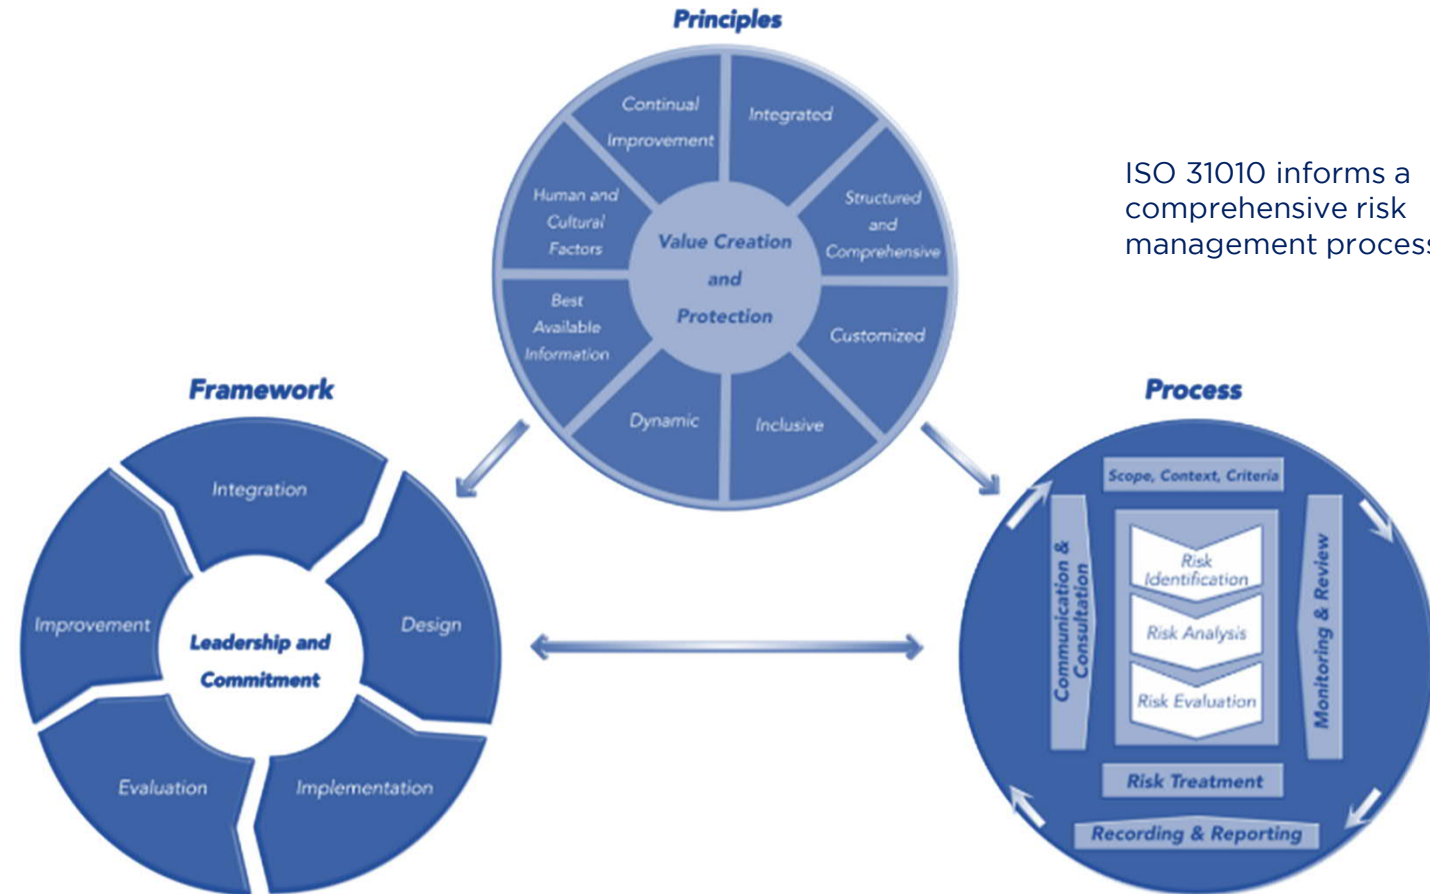 Principles
Continual
Improvement
Integrated
Human and
Cultural
Factors
Structured
and
Comprehensive
Value Creation
and
Protection
Best
Available
Information
Customized
Dynamic
Inclusive
ISO 31010 informs a
comprehensive risk
management process
Framework
Integration
Improvement
Design
Leadership and
Commitment
Evaluation
Implementation
Process
Scope, Context, Criteria
Communication &
Consultation
Risk
Identification
Risk Analysis
Risk Evaluation
Monitoring & Review
Risk Treatment
Recording & Reporting